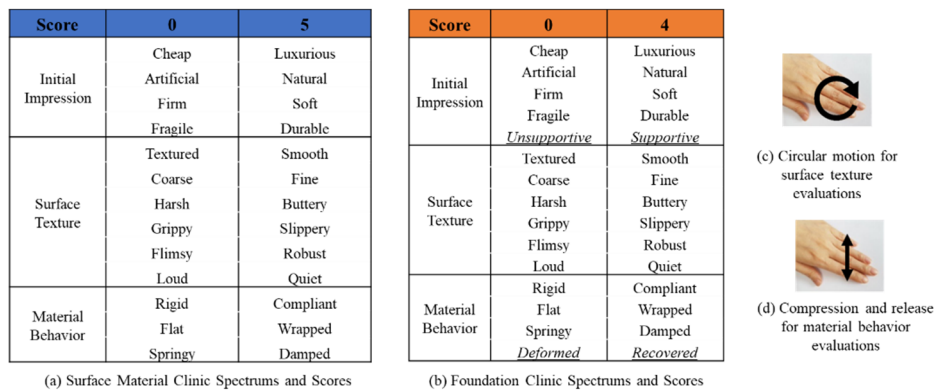 Score 0 5
Initial Impression
Cheap Luxurious
Artificial Natural
Firm Soft
Fragile Durable
Surface Texture
Textured Smooth
Coarse Fine
Harsh Buttery
Grippy Slippery
Flimsy Robust
Loud Quiet
Material Behavior
Rigid Compliant
Flat Wrapped
Springy Damped
(a) Surface Material Clinic Spectrums and Scores
Score 0 4
Initial Impression
Cheap Luxurious
Artificial Natural
Firm Soft
Fragile Durable
Unsupportive Supportive
Surface Texture
Textured Smooth
Coarse Fine
Harsh Buttery
Grippy Slippery
Flimsy Robust
Loud Quiet
Material Behavior
Rigid Compliant
Flat Wrapped
Springy Damped
Deformed Recovered
(b) Foundation Clinic Spectrums and Scores
(c) Circular motion for
surface texture
evaluations
(d) Compression and release
for material behavior
evaluations